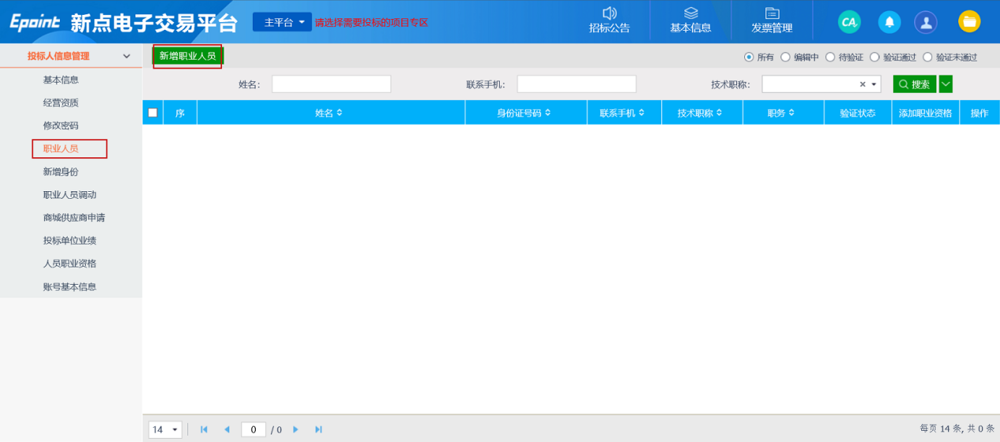 Epoint 新点电子交易平台 主平台 请选择需要投标的项目专区 招标公告 基本信息 发票管理 CA
投标人信息管理
基本信息
经营资质
修改密码
职业人员
新增身份
职业人员调动
商城供应商申请
投标单位业绩
人员职业资格
账号基本信息
新增职业人员 所有 编辑中 待验证 验证通过 验证未通过
姓名: 联系手机: 技术职称: 搜索
序 姓名 身份证号码 联系手机 技术职称 职务 验证状态 添加职业资格 操作
14 0 / 0 每页 14 条, 共 0 条